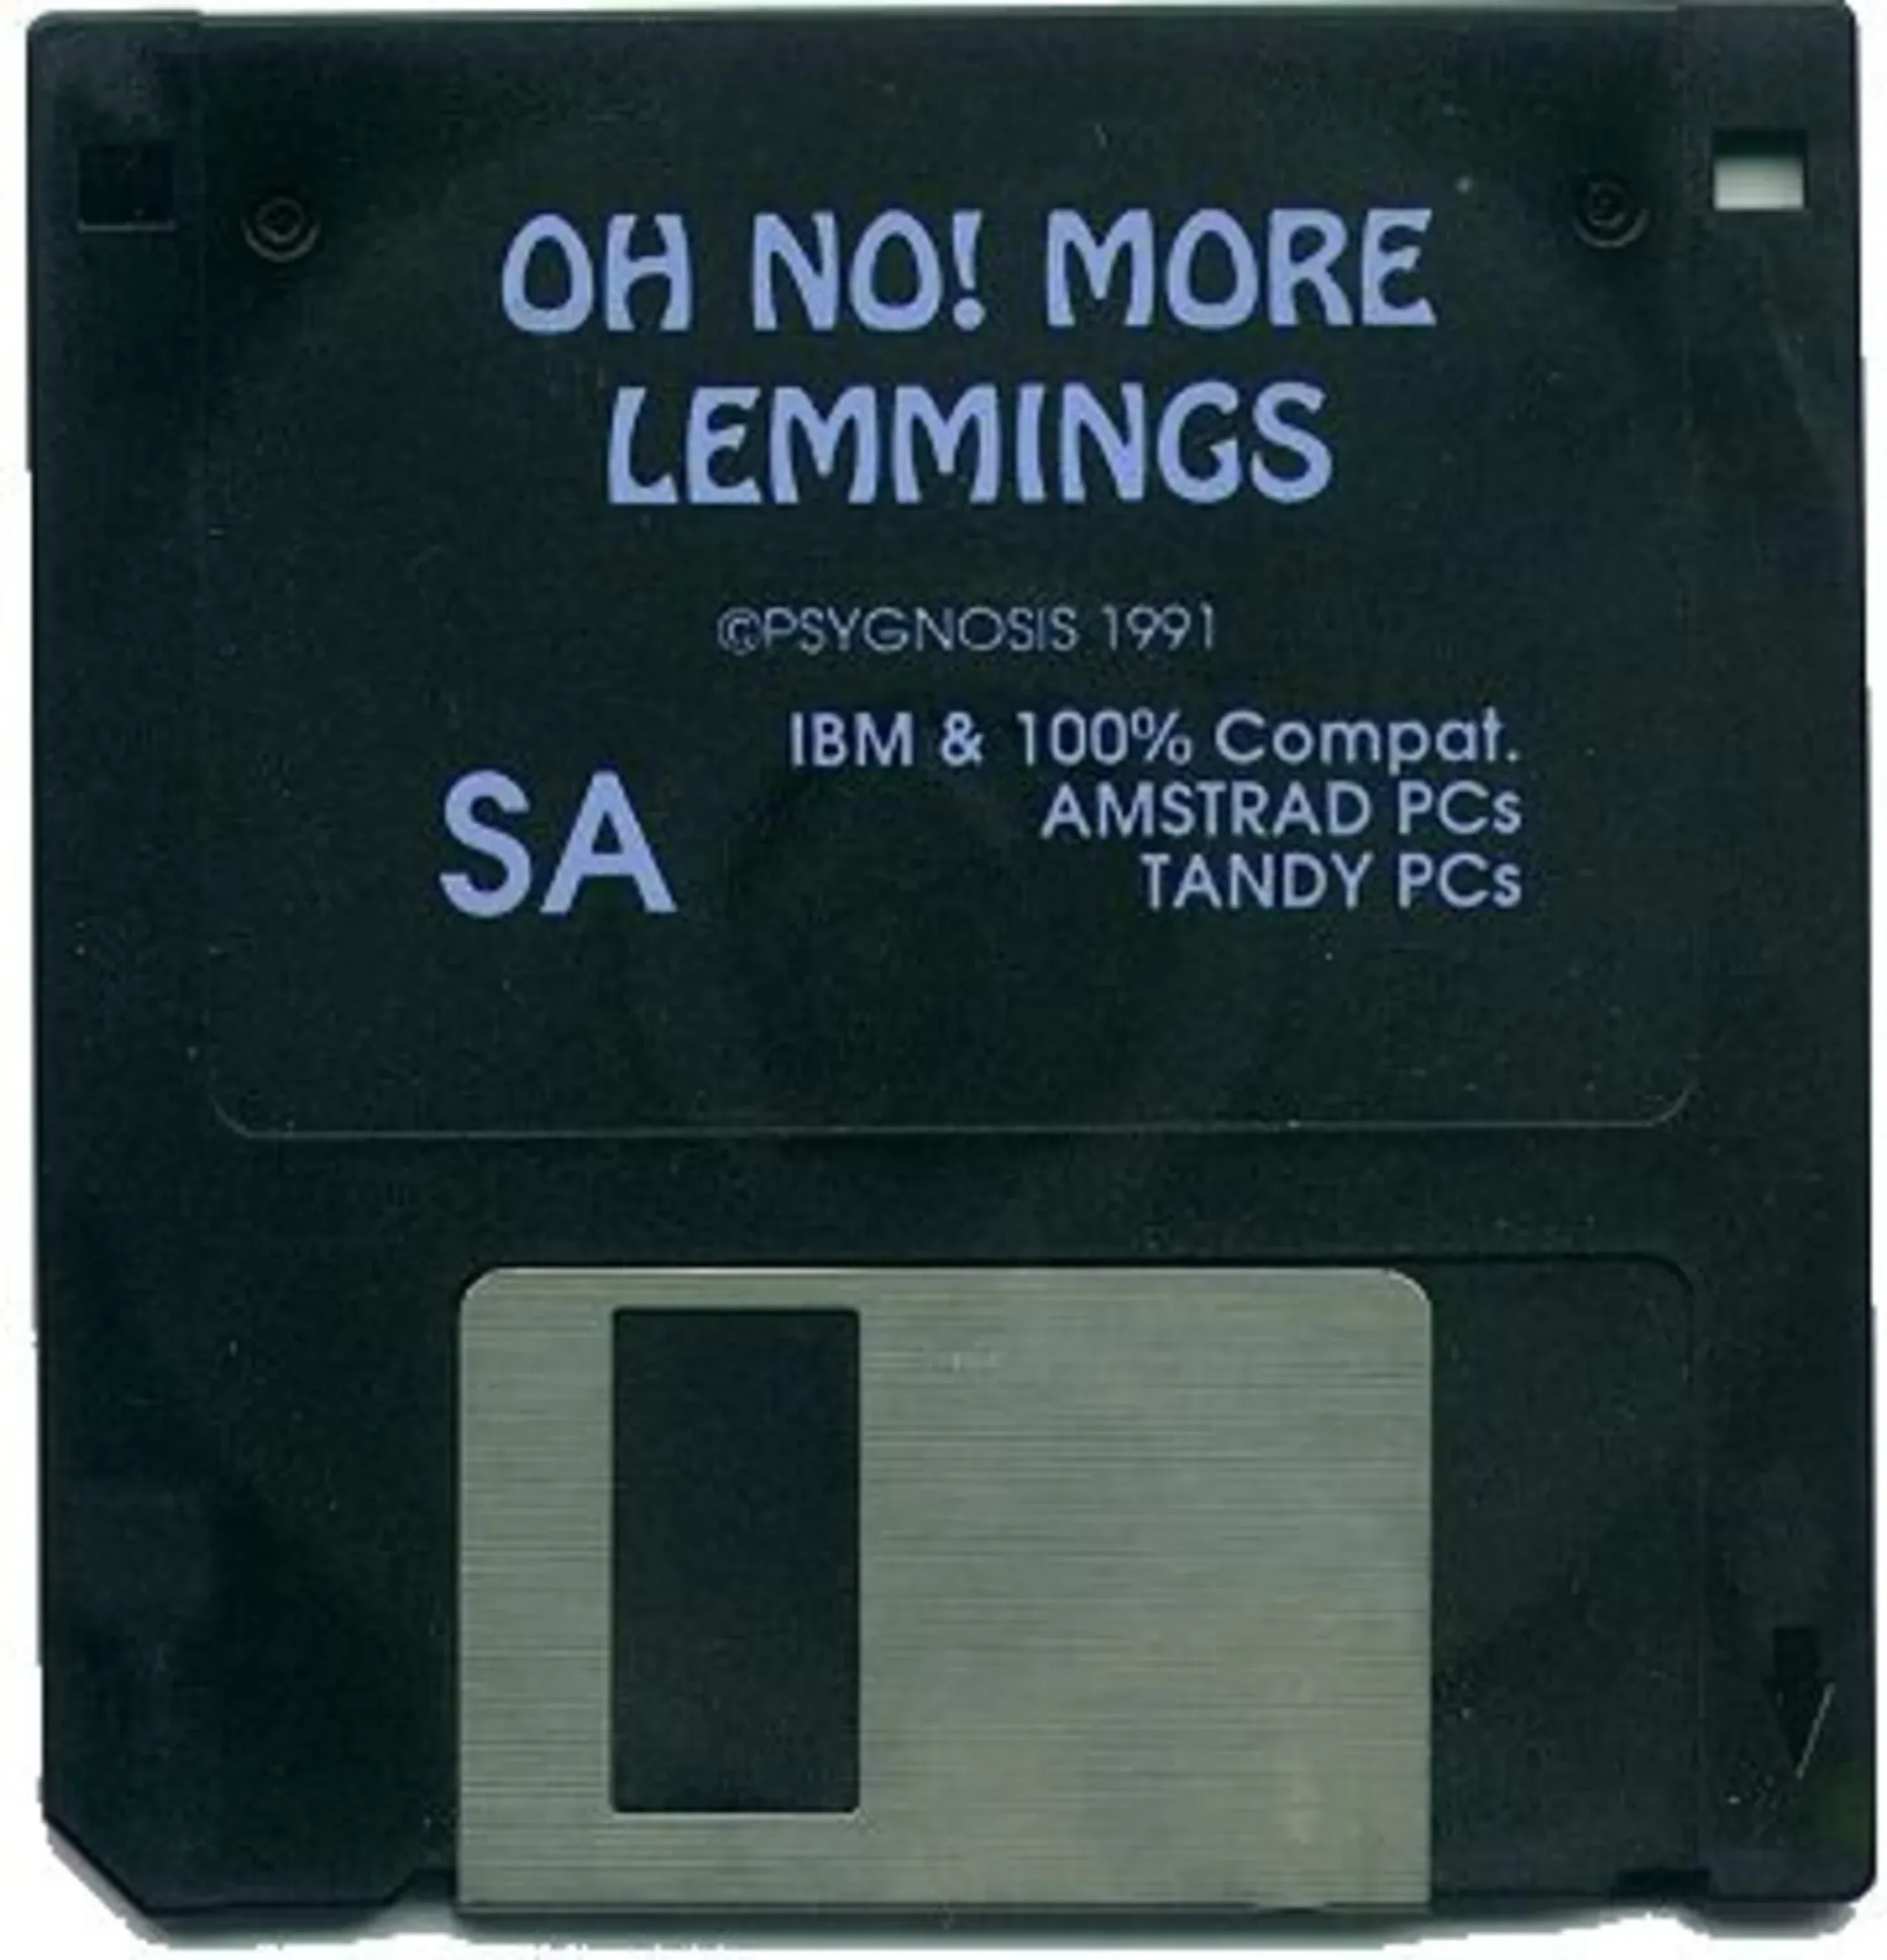 OH NO! MORE
LEMMINGS
©PSYGNOSIS 1991
IBM & 100% Compat.
AMSTRAD PCs
TANDY PCs
SA